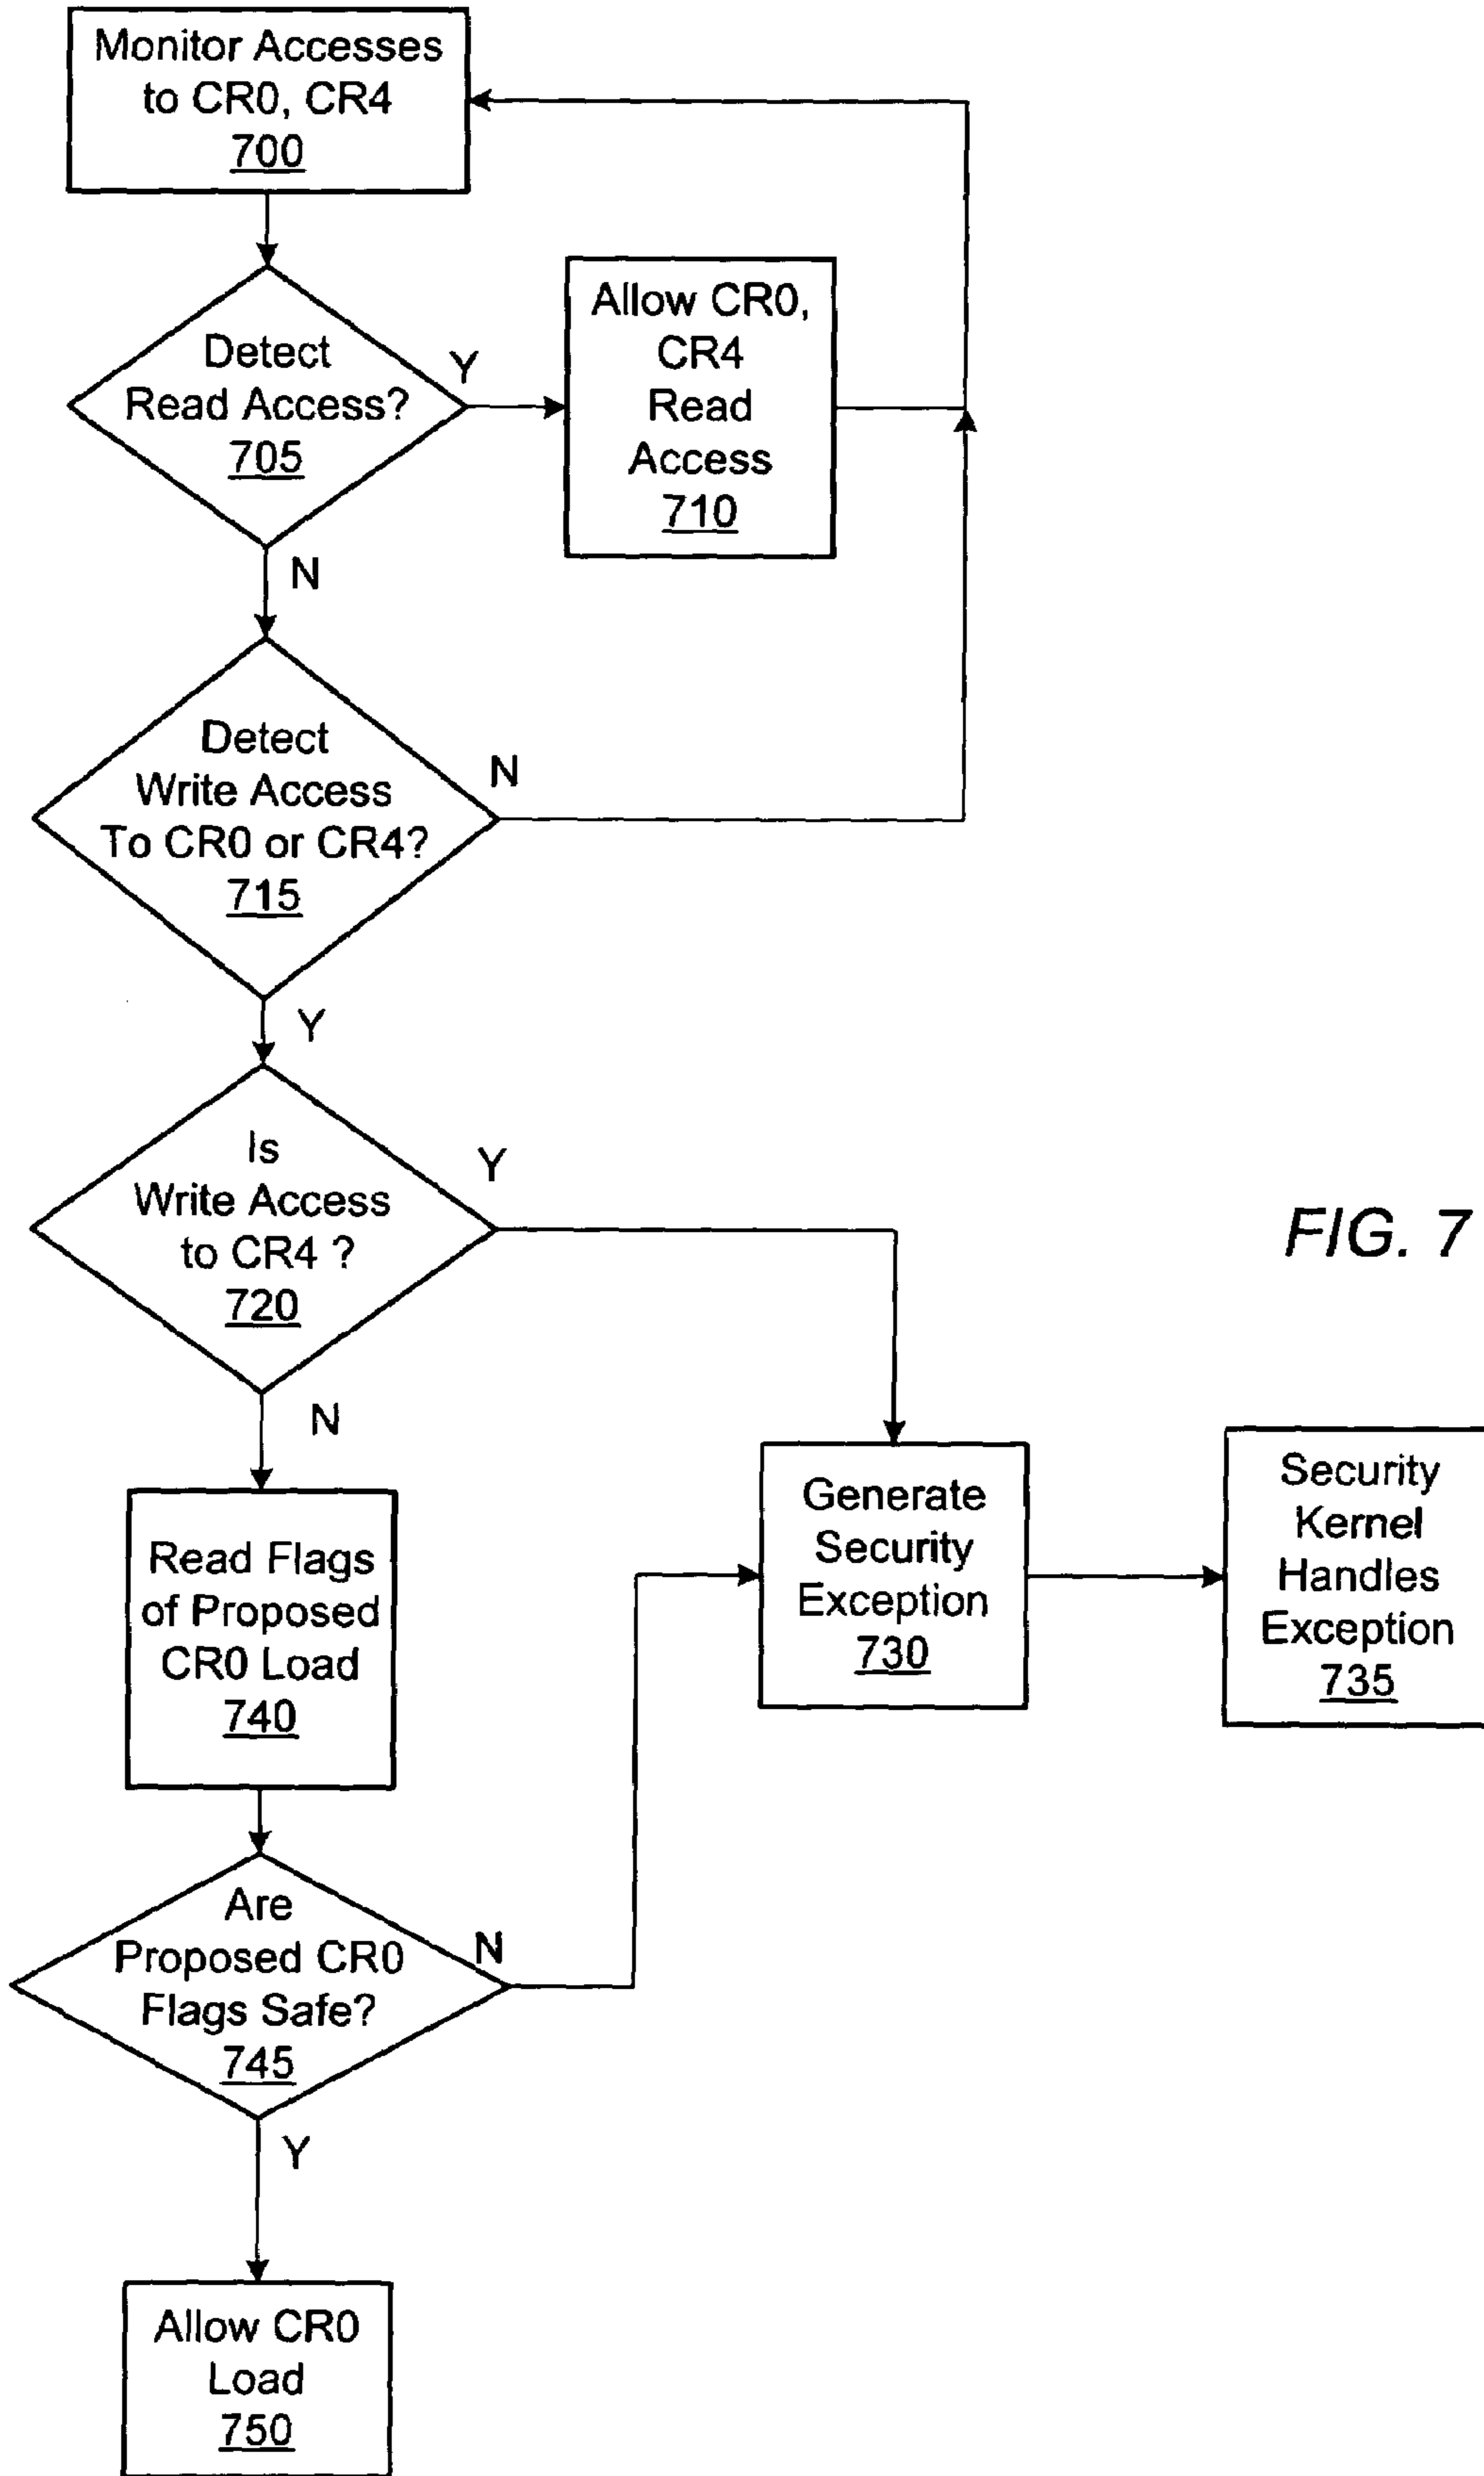 Monitor Accesses
to CR0, CR4
700
Detect
Read Access?
705
Y
N
Allow CR0,
CR4
Read
Access
710
Detect
Write Access
To CR0 or CR4?
715
N
Y
Is
Write Access
to CR4 ?
720
Y
N
FIG. 7
Read Flags
of Proposed
CR0 Load
740
Generate
Security
Exception
730
Security
Kernel
Handles
Exception
735
Are
Proposed CR0
Flags Safe?
745
N
Y
Allow CR0
Load
750